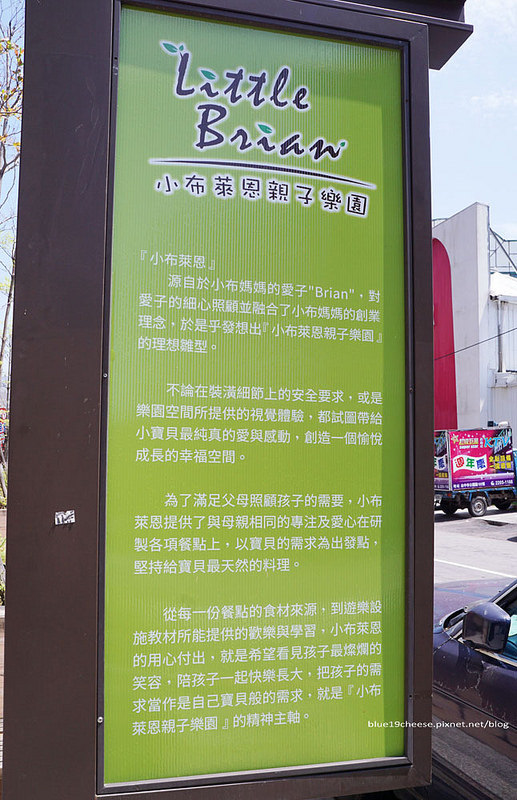 Little
Brian
小布萊恩親子樂園
『小布萊恩』
源自於小布媽媽的愛子"Brian"，對
愛子的細心照顧並融合了小布媽媽的創業
理念，於是乎發想出『小布萊恩親子樂園』
的理想雛型。
不論在裝潢細節上的安全要求，或是
樂園空間所提供的視覺體驗，都試圖帶給
小寶貝最純真的愛與感動，創造一個愉悅
成長的幸福空間。
為了滿足父母照顧孩子的需要，小布
萊恩提供了與母親相同的專注及愛心在研
製各項餐點上，以寶貝的需求為出發點，
堅持給寶貝最天然的料理。
從每一份餐點的食材來源，到遊樂設
施教材所能提供的歡樂與學習，小布萊恩
的用心付出，就是希望看見孩子最燦爛的
笑容，陪孩子一起快樂長大，把孩子的需
求當作是自己寶貝般的需求，就是『小布
萊恩親子樂園』的精神主軸。
週年慶
blue19cheese.pixnet.net/blog